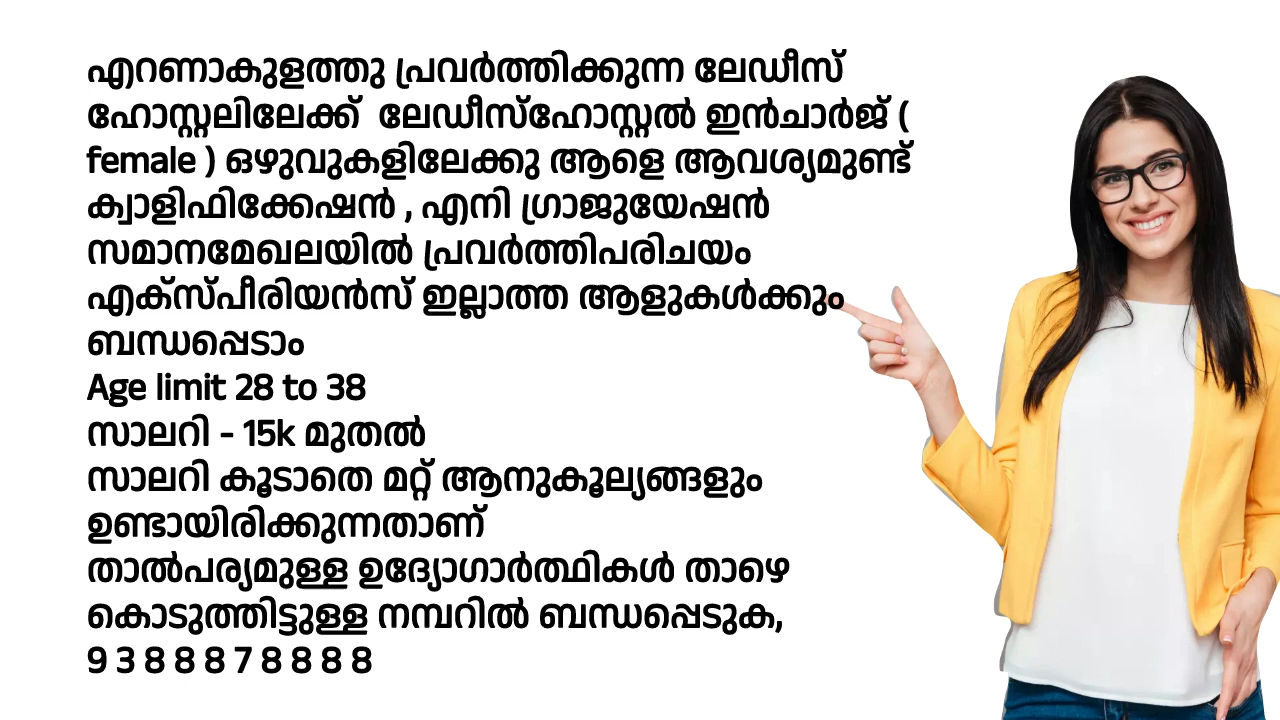 എറണാകുളത്തു പ്രവർത്തിക്കുന്ന ലേഡീസ്
ഹോസ്റ്റലിലേക്ക് ലേഡീസ്ഹോസ്റ്റൽ ഇൻചാർജ് (
female ) ഒഴുവുകളിലേക്കു ആളെ ആവശ്യമുണ്ട്
ക്വാളിഫിക്കേഷൻ , എനി ഗ്രാജുയേഷൻ
സമാനമേഖലയിൽ പ്രവർത്തിപരിചയം
എക്സ്പീരിയൻസ് ഇല്ലാത്ത ആളുകൾക്കും
ബന്ധപ്പെടാം
Age limit 28 to 38
സാലറി - 15k മുതൽ
സാലറി കൂടാതെ മറ്റ് ആനുകൂല്യങ്ങളും
ഉണ്ടായിരിക്കുന്നതാണ്
താൽപര്യമുള്ള ഉദ്യോഗാർത്ഥികൾ താഴെ
കൊടുത്തിട്ടുള്ള നമ്പറിൽ ബന്ധപ്പെടുക,
9 3 8 8 8 7 8 8 8 8